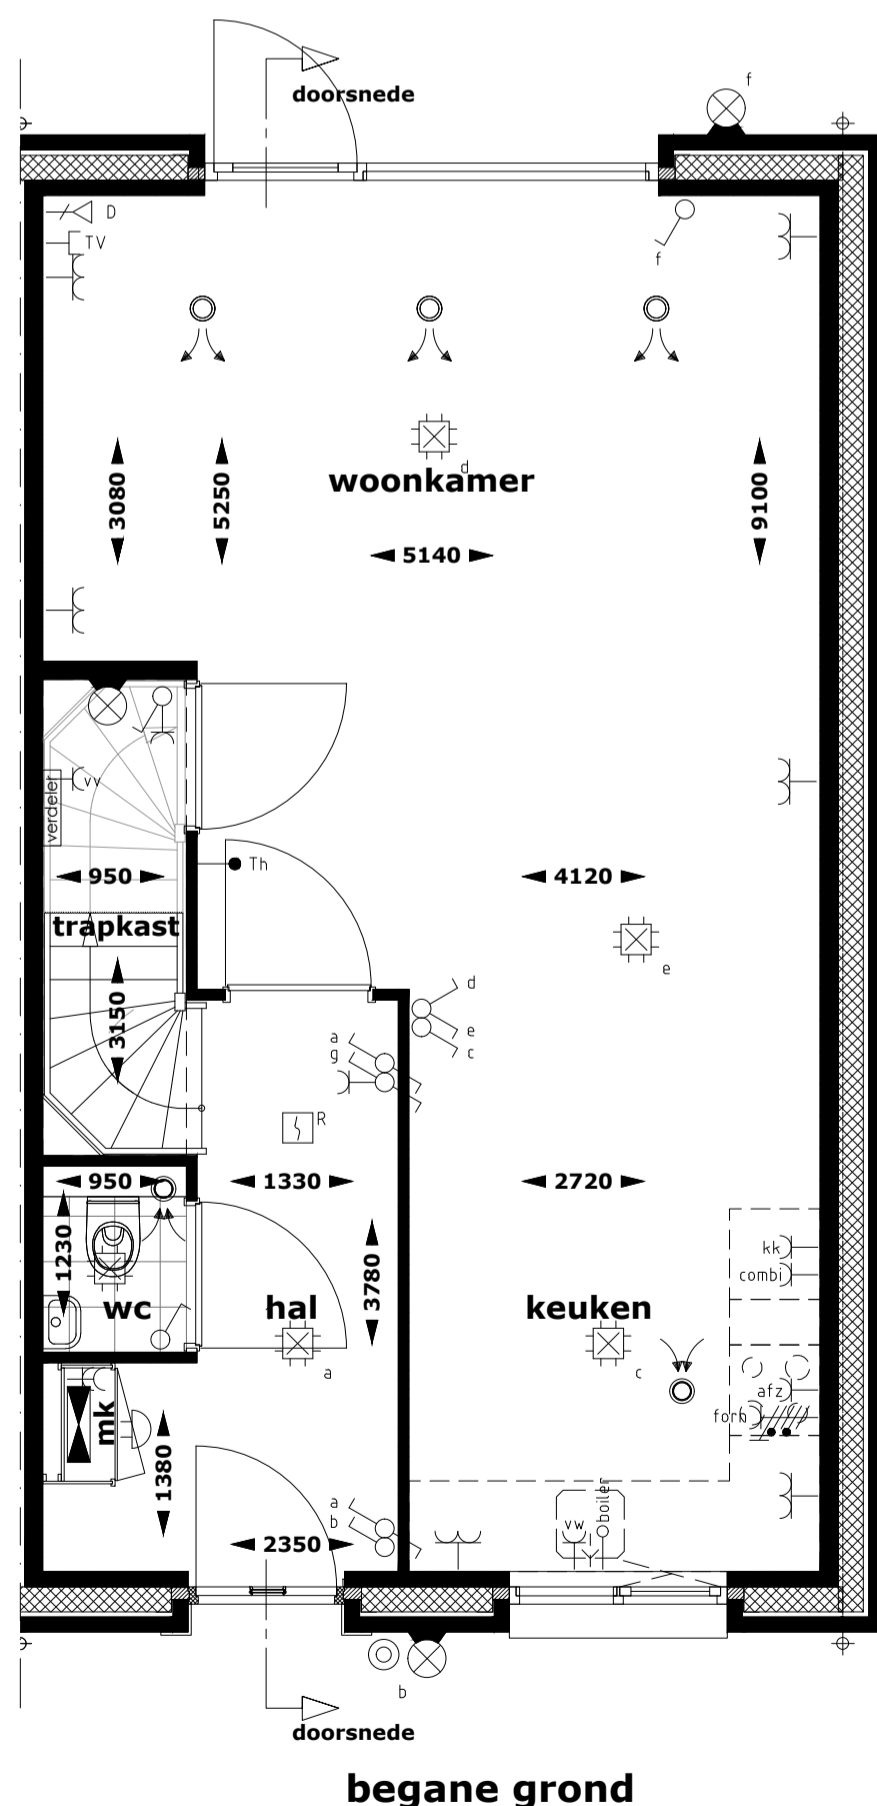 doorsnede
f
D
TV
f
d
woonkamer
3080
5250
9100
5140
vv
verdeler
Th
950
4120
trapkast
e
d
3150
a
e
g
c
R
950
1330
2720
1230
3780
kk
combi
wc
hal
keuken
a
c
afz
mk
1380
boiler
a
vw
b
2350
b
doorsnede
begane grond